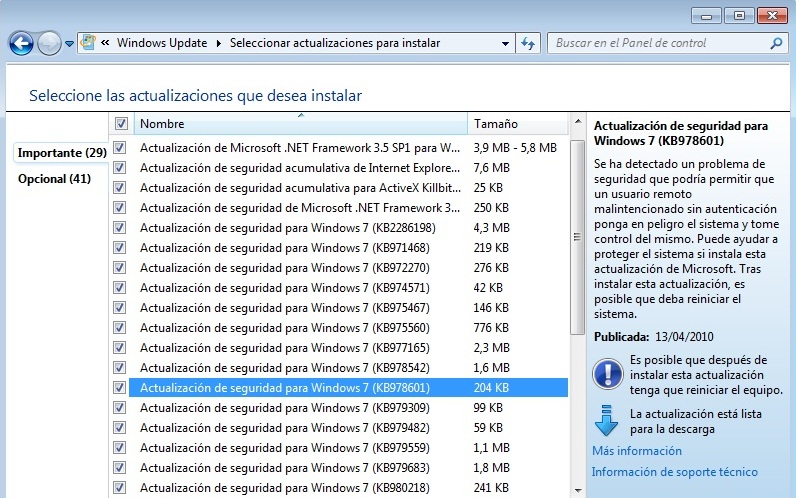 « Windows Update ▸ Seleccionar actualizaciones para instalar
Buscar en el Panel de control
Seleccione las actualizaciones que desea instalar
Importante (29)
Opcional (41)
Nombre Tamaño
Actualización de Microsoft .NET Framework 3.5 SP1 para W... 3,9 MB - 5,8 MB
Actualización de seguridad acumulativa de Internet Explore... 7,6 MB
Actualización de seguridad acumulativa para ActiveX Killbit... 25 KB
Actualización de seguridad de Microsoft .NET Framework 3... 250 KB
Actualización de seguridad para Windows 7 (KB2286198) 4,3 MB
Actualización de seguridad para Windows 7 (KB971468) 219 KB
Actualización de seguridad para Windows 7 (KB972270) 276 KB
Actualización de seguridad para Windows 7 (KB974571) 42 KB
Actualización de seguridad para Windows 7 (KB975467) 146 KB
Actualización de seguridad para Windows 7 (KB975560) 776 KB
Actualización de seguridad para Windows 7 (KB977165) 2,3 MB
Actualización de seguridad para Windows 7 (KB978542) 1,6 MB
Actualización de seguridad para Windows 7 (KB978601) 204 KB
Actualización de seguridad para Windows 7 (KB979309) 99 KB
Actualización de seguridad para Windows 7 (KB979482) 59 KB
Actualización de seguridad para Windows 7 (KB979559) 1,1 MB
Actualización de seguridad para Windows 7 (KB979683) 1,8 MB
Actualización de seguridad para Windows 7 (KB980218) 241 KB
Actualización de seguridad para
Windows 7 (KB978601)
Se ha detectado un problema de
seguridad que podría permitir que
un usuario remoto
malintencionado sin autenticación
ponga en peligro el sistema y tome
control del mismo. Puede ayudar a
proteger el sistema si instala esta
actualización de Microsoft. Tras
instalar esta actualización, es
posible que deba reiniciar el
sistema.
Publicada: 13/04/2010
Es posible que después de
instalar esta actualización
tenga que reiniciar el equipo.
La actualización está lista
para la descarga
Más información
Información de soporte técnico